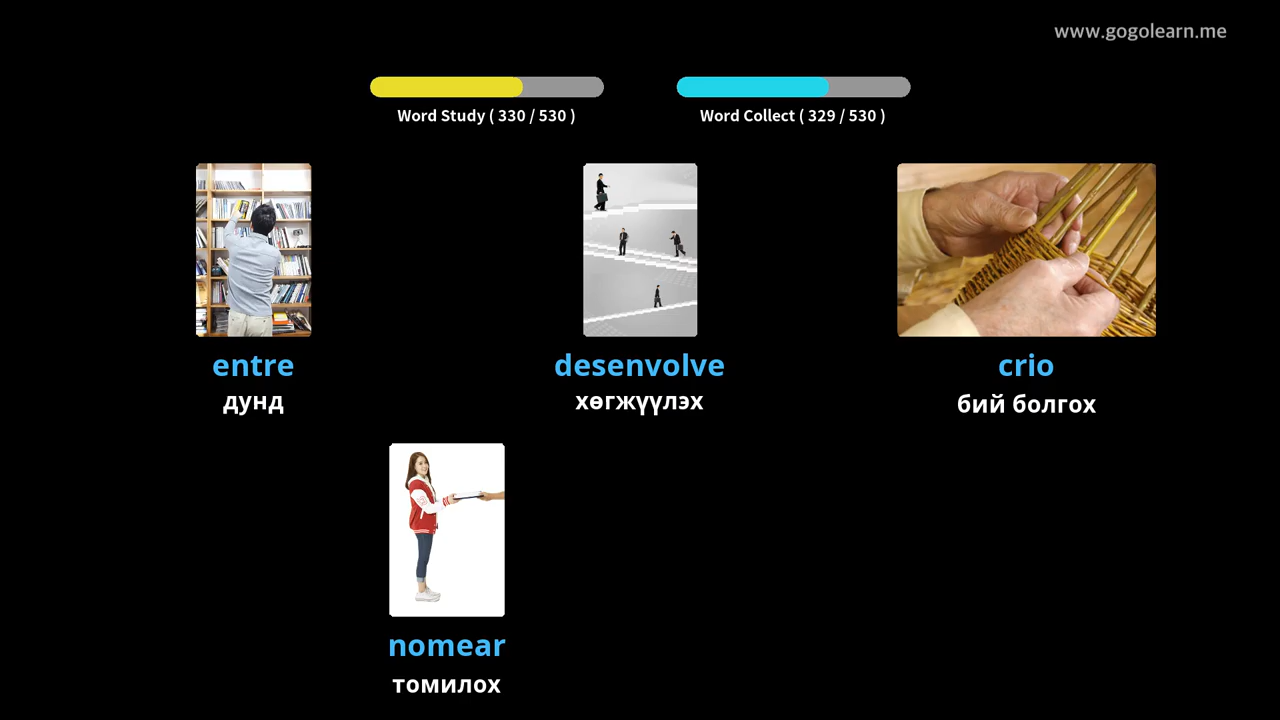 www.gogolearn.me
Word Study ( 330 / 530 )
Word Collect ( 329 / 530 )
entre
дунд
desenvolve
хөгжүүлэх
crio
бий болгох
nomear
томилох